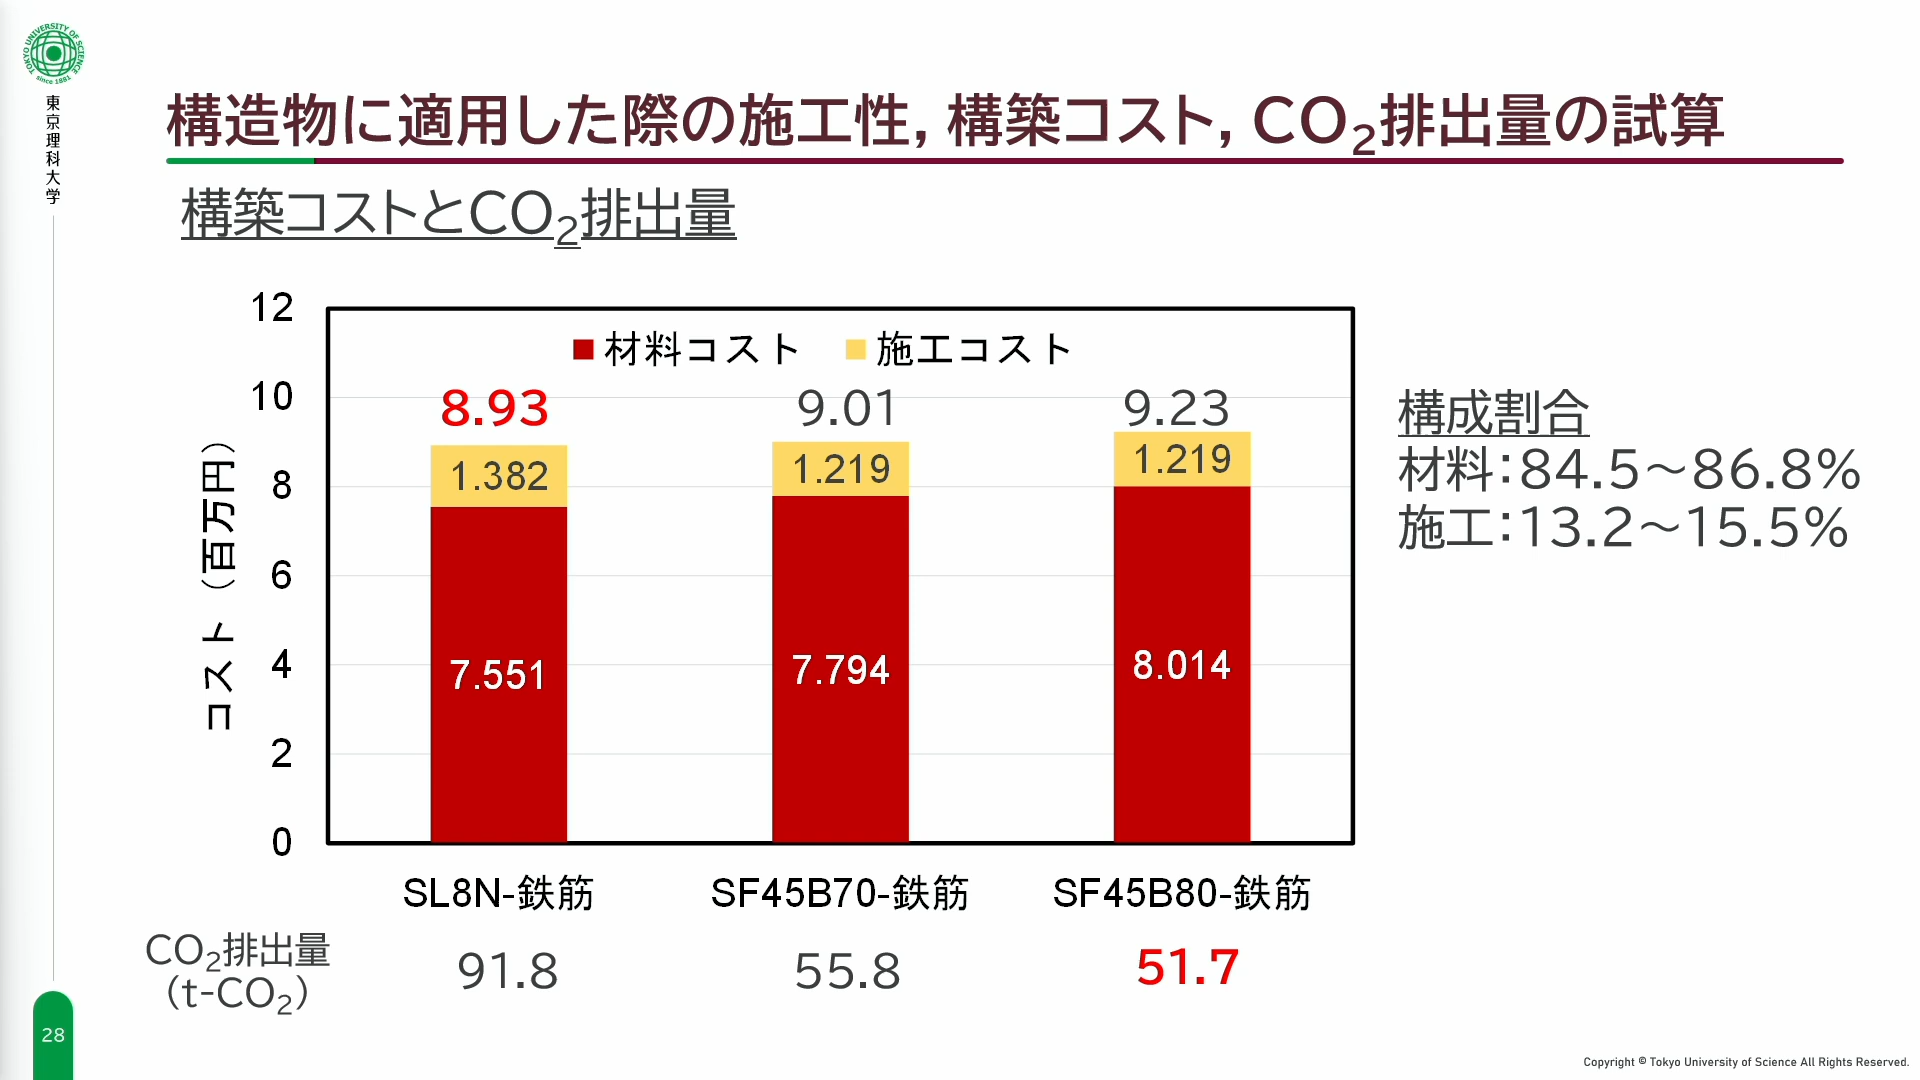 TOKYO UNIVERSITY OF SCIENCE
since 1881
東京理科大学
構造物に適用した際の施工性，構築コスト，CO₂排出量の試算
構築コストとCO₂排出量
12
10
8
6
4
2
0
コスト（百万円）
材料コスト 施工コスト
8.93 9.01 9.23
1.382 1.219 1.219
7.551 7.794 8.014
SL8N-鉄筋 SF45B70-鉄筋 SF45B80-鉄筋
構成割合
材料：84.5～86.8%
施工：13.2～15.5%
CO₂排出量
（t-CO₂）
91.8 55.8 51.7
28
Copyright © Tokyo University of Science All Rights Reserved.